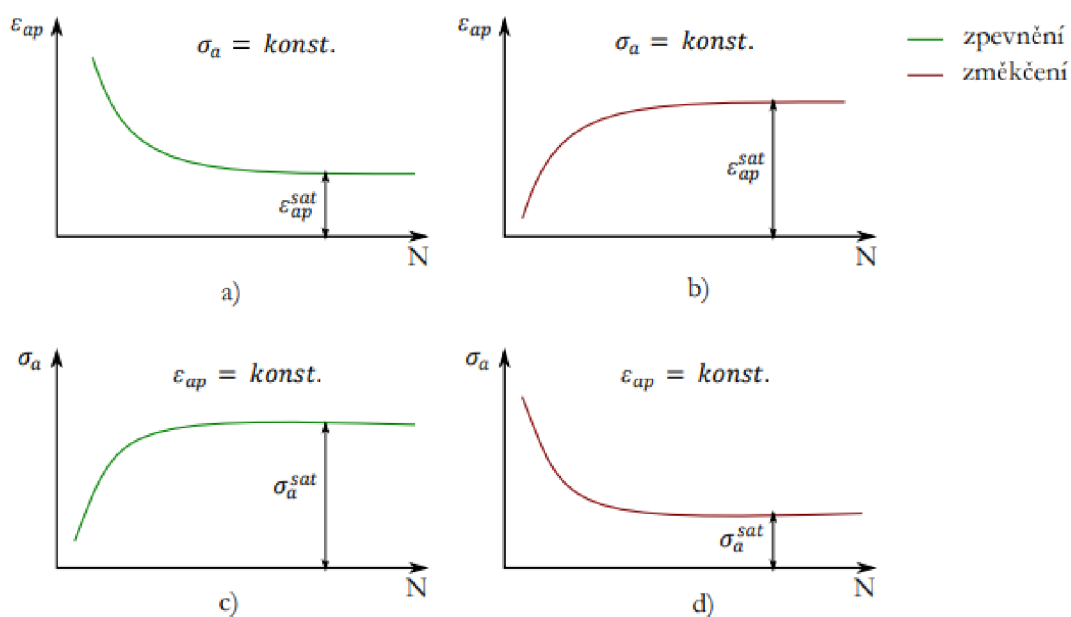 ε_ap
σ_a = konst.
ε_ap^sat
N
a)
ε_ap
σ_a = konst.
ε_ap^sat
N
b)
zpevnění
změkčení
σ_a
ε_ap = konst.
σ_a^sat
N
c)
σ_a
ε_ap = konst.
σ_a^sat
N
d)